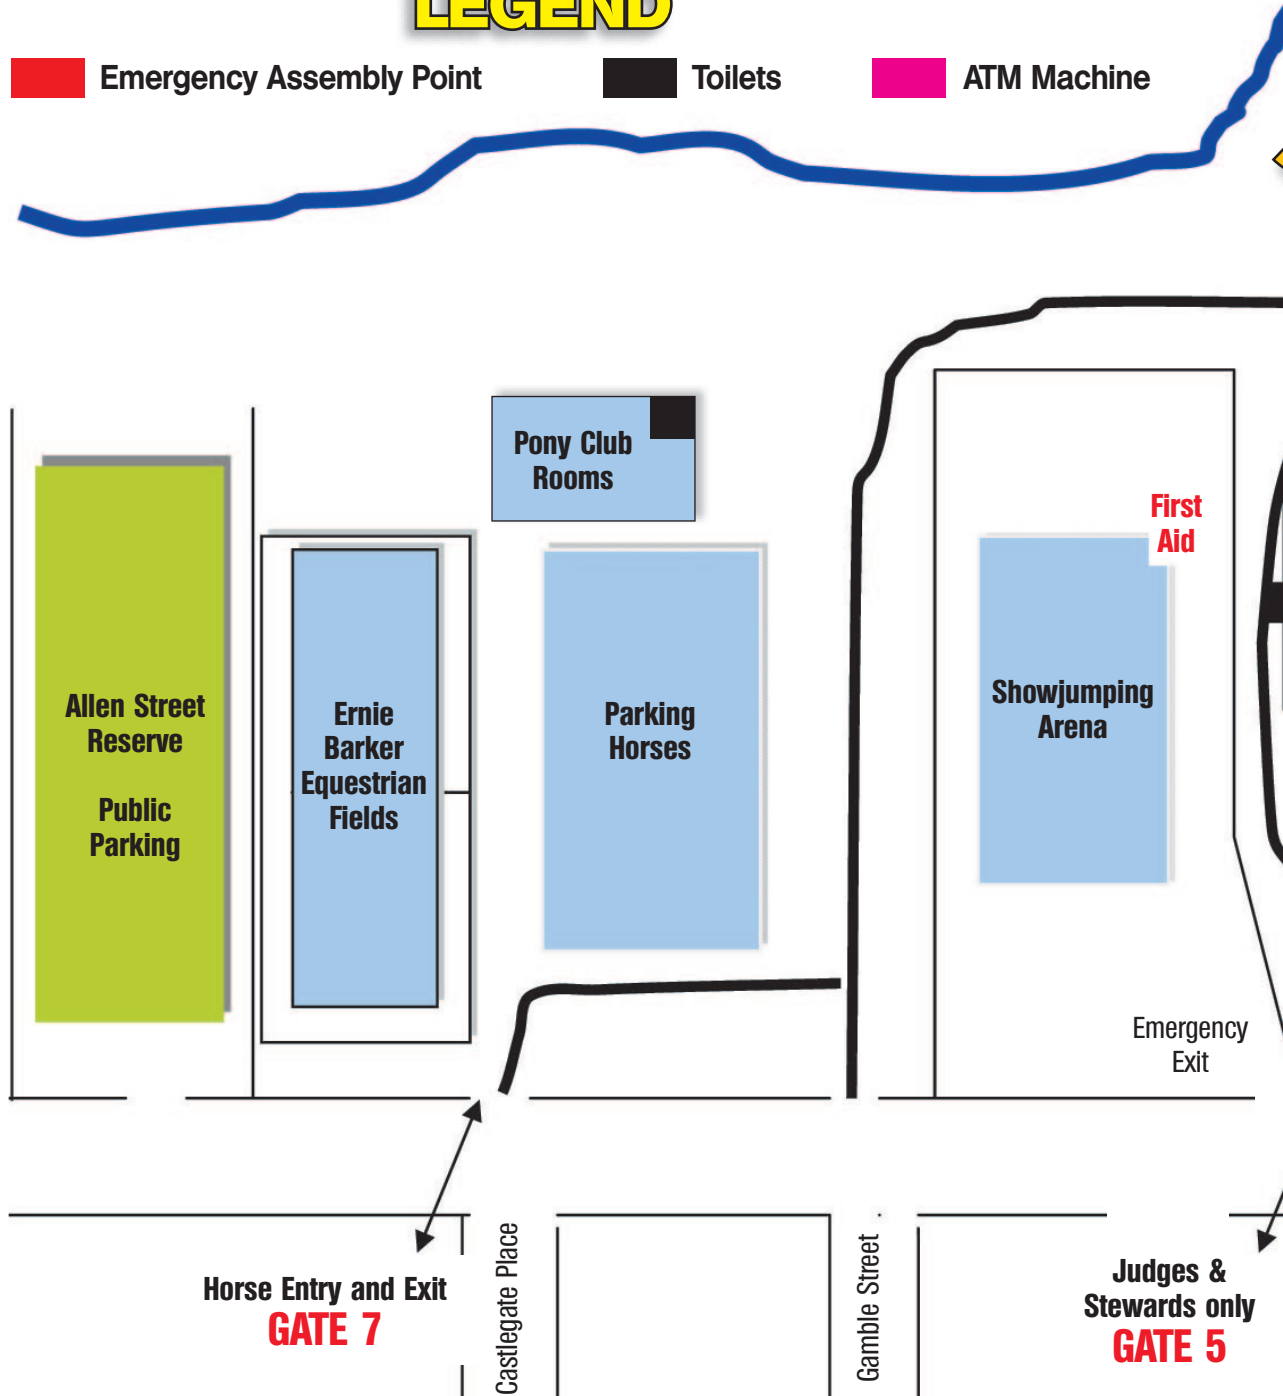 LEGEND
Emergency Assembly Point
Toilets
ATM Machine
Pony Club
Rooms
First
Aid
Allen Street
Reserve
Public
Parking
Ernie
Barker
Equestrian
Fields
Parking
Horses
Showjumping
Arena
Emergency
Exit
Horse Entry and Exit
GATE 7
Castlegate Place
Gamble Street
Judges &
Stewards only
GATE 5